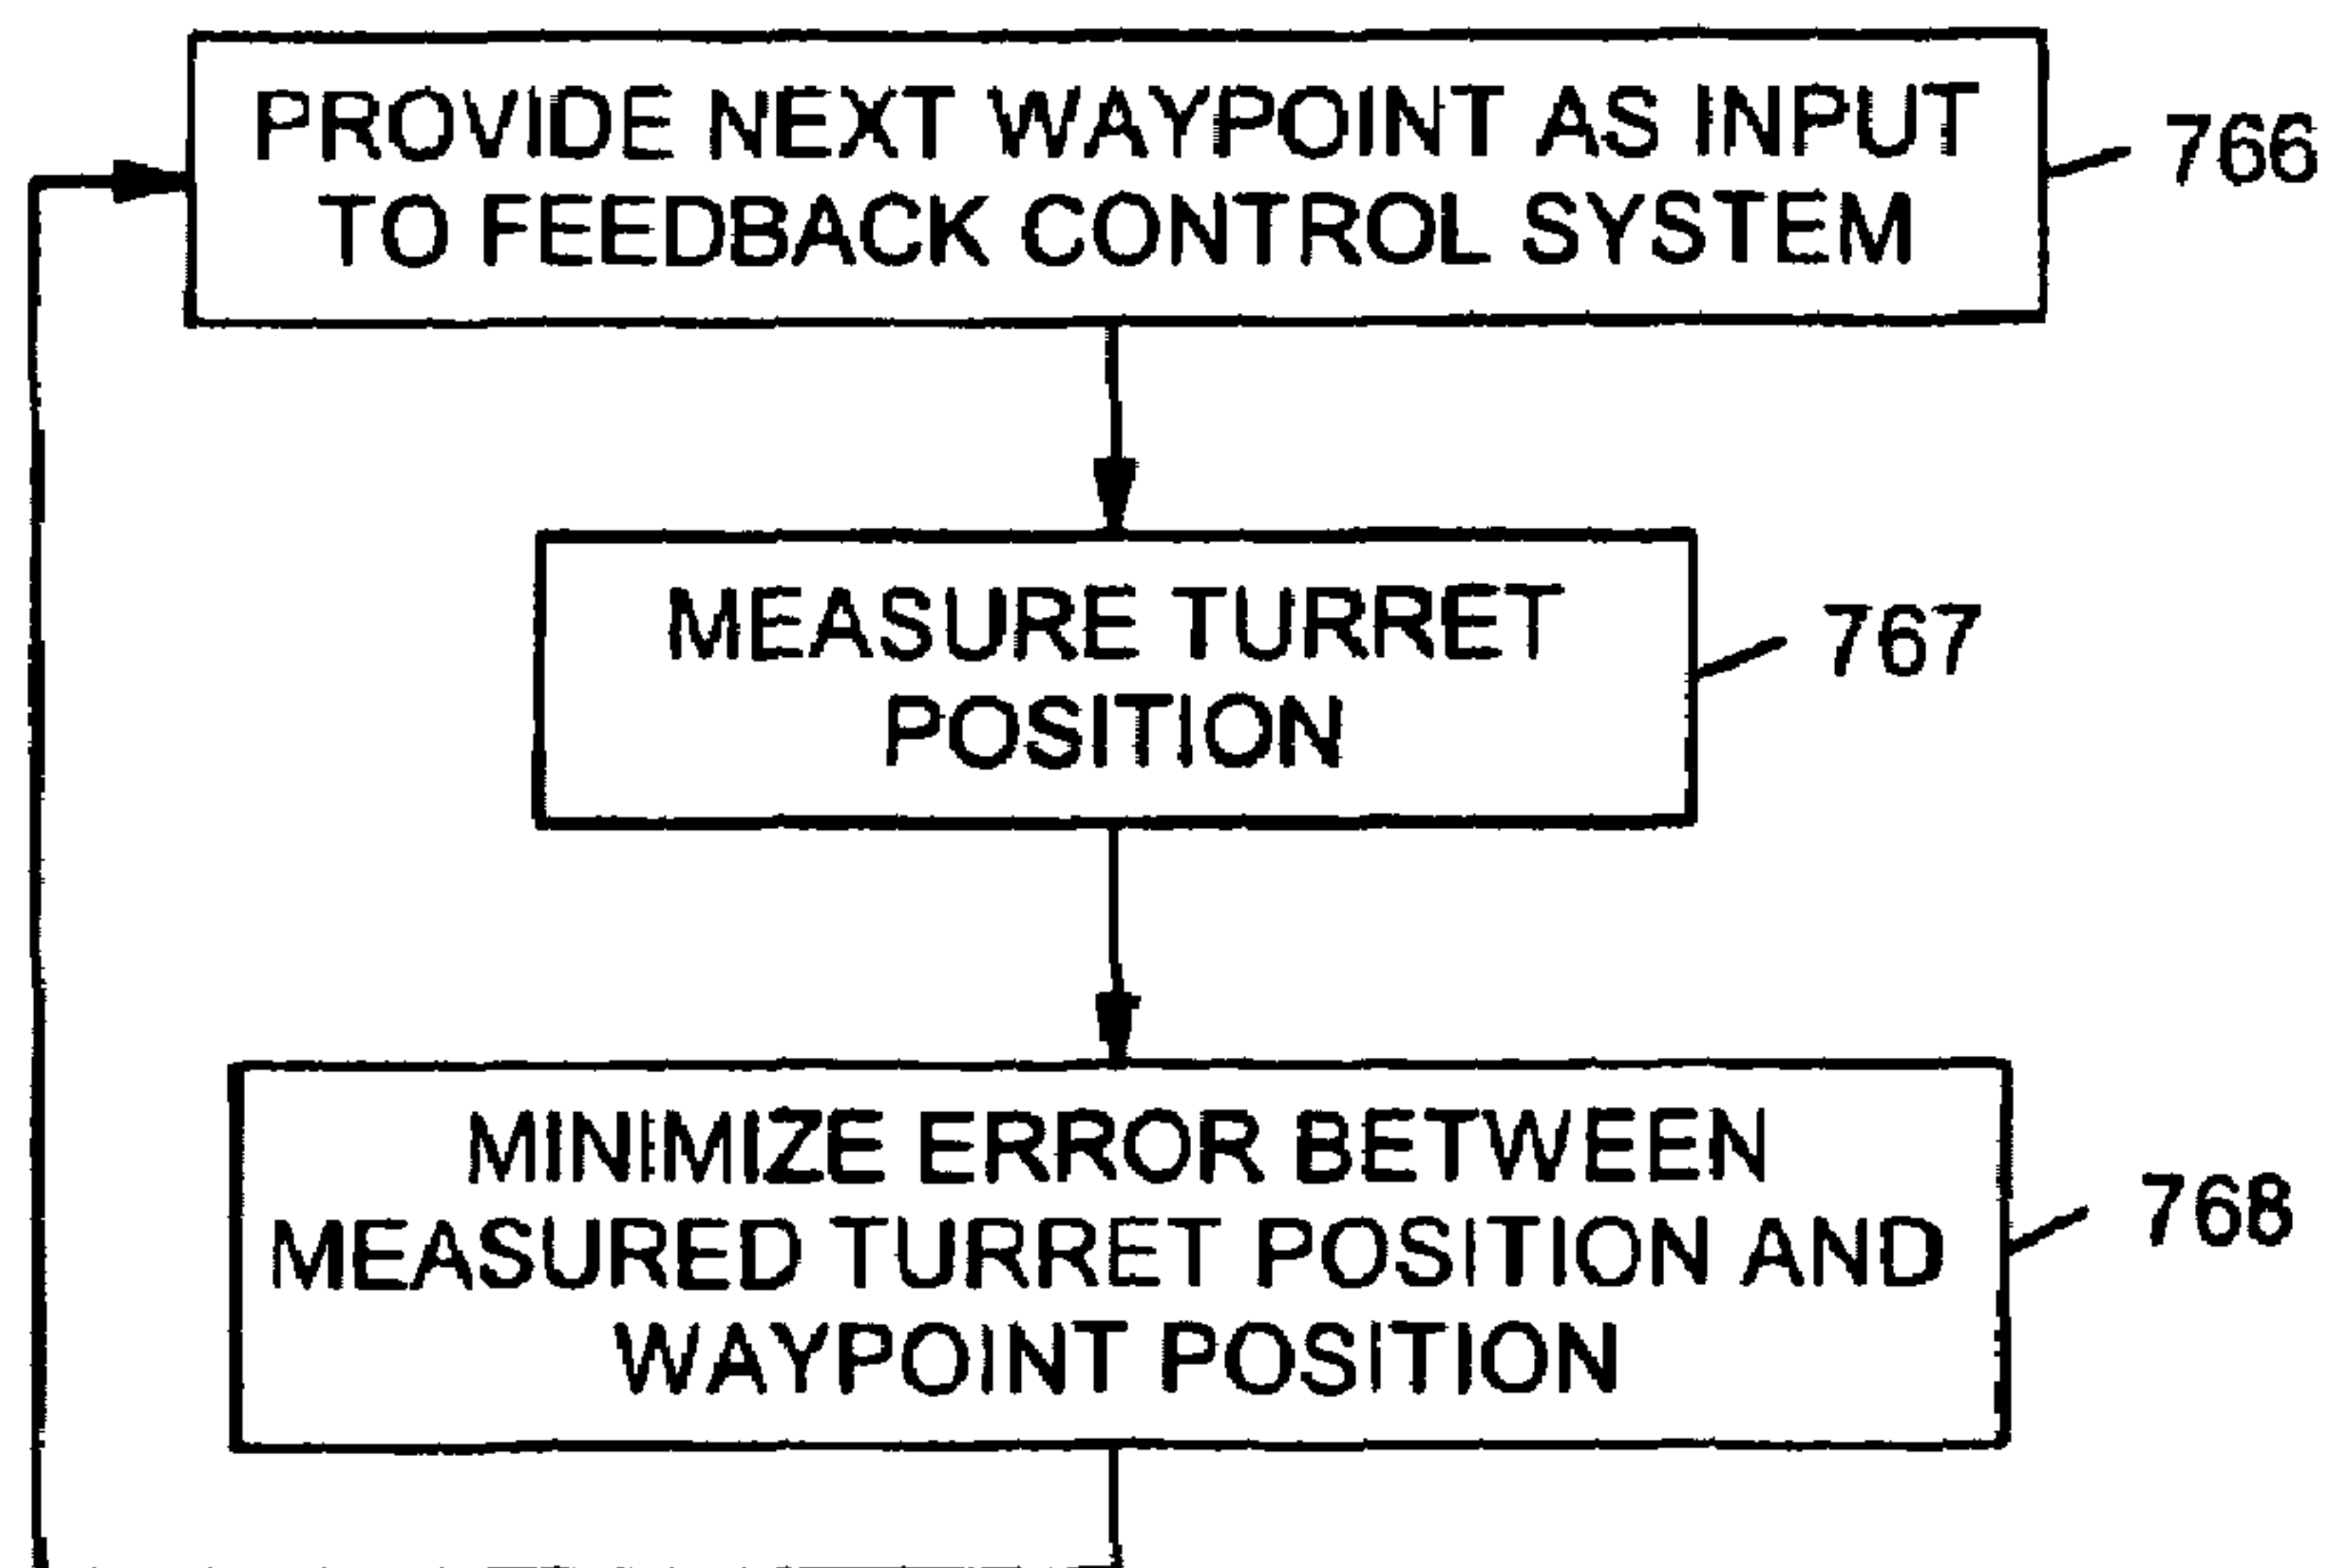 PROVIDE NEXT WAYPOINT AS INPUT
TO FEEDBACK CONTROL SYSTEM
766
MEASURE TURRET
POSITION
767
MINIMIZE ERROR BETWEEN
MEASURED TURRET POSITION AND
WAYPOINT POSITION
768